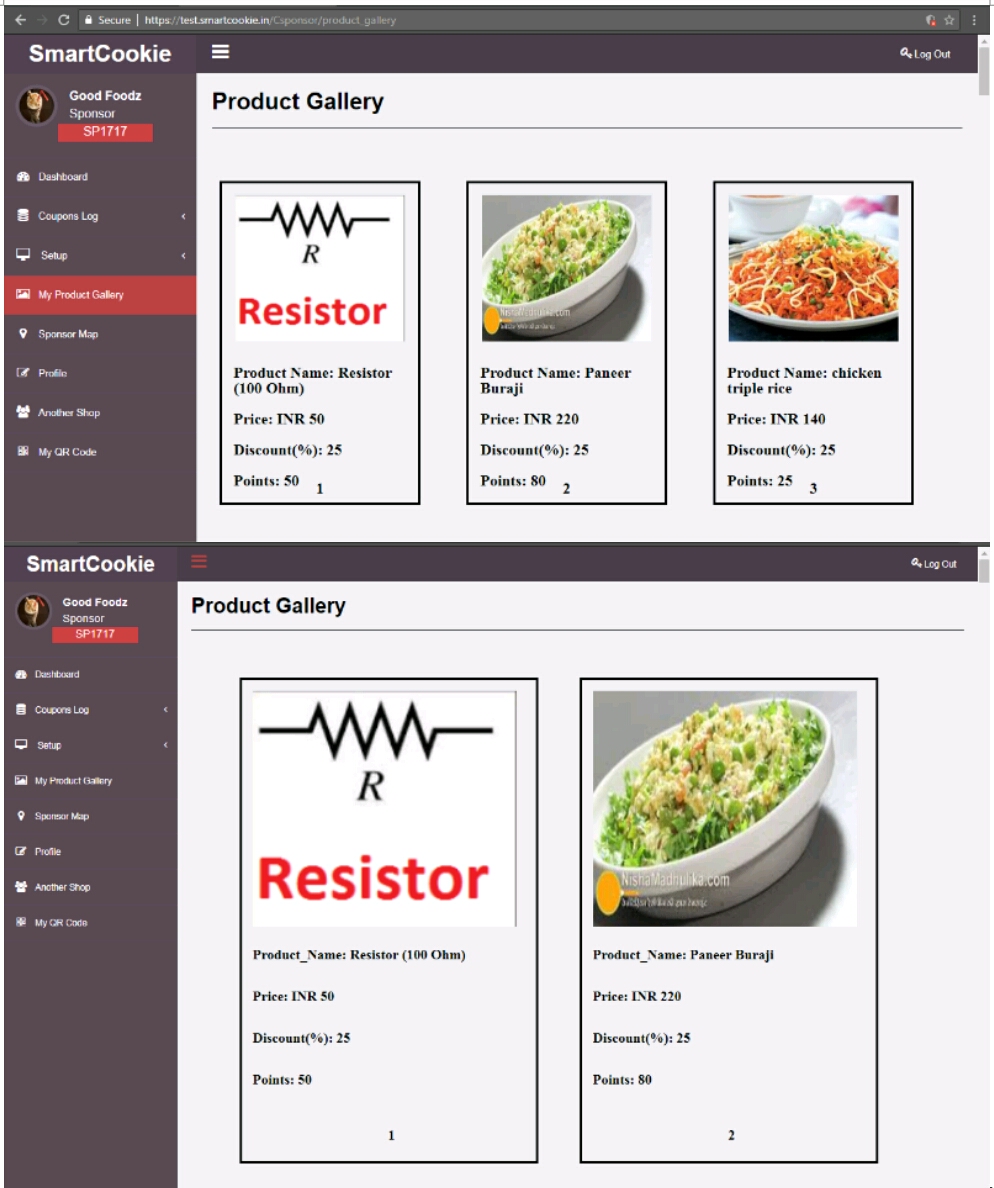 Secure | https://test.smartcookie.in/Csponsor/product_gallery
SmartCookie
Log Out
Good Foodz
Sponsor
SP1717
Dashboard
Coupons Log
Setup
My Product Gallery
Sponsor Map
Profile
Another Shop
My QR Code
Product Gallery
R
Resistor
Product Name: Resistor
(100 Ohm)
Price: INR 50
Discount(%): 25
Points: 50
1
Product Name: Paneer
Buraji
Price: INR 220
Discount(%): 25
Points: 80
2
Product Name: chicken
triple rice
Price: INR 140
Discount(%): 25
Points: 25
3
SmartCookie
Log Out
Good Foodz
Sponsor
SP1717
Dashboard
Coupons Log
Setup
My Product Gallery
Sponsor Map
Profile
Another Shop
My QR Code
Product Gallery
R
Resistor
Product_Name: Resistor (100 Ohm)
Price: INR 50
Discount(%): 25
Points: 50
1
NishaMadhulika.com
Product_Name: Paneer Buraji
Price: INR 220
Discount(%): 25
Points: 80
2